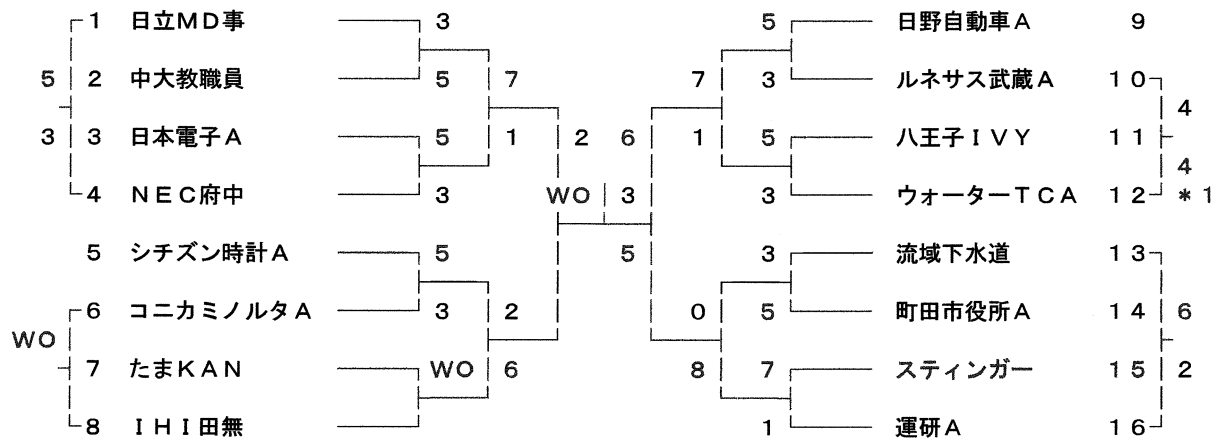 1 日立MD事 3 5 日野自動車A 9
5 2 中大教職員 5 7 7 3 ルネサス武蔵A 10 4
3 3 日本電子A 5 1 2 6 1 5 八王子IVY 11 4
4 NEC府中 3 WO 3 3 ウォーターTCA 12 *1
5 シチズン時計A 5 5 3 流域下水道 13
6 コニカミノルタA 3 2 0 5 町田市役所A 14 6
WO 7 たまKAN WO 6 8 7 スティンガー 15 2
8 IHI田無 1 運研A 16